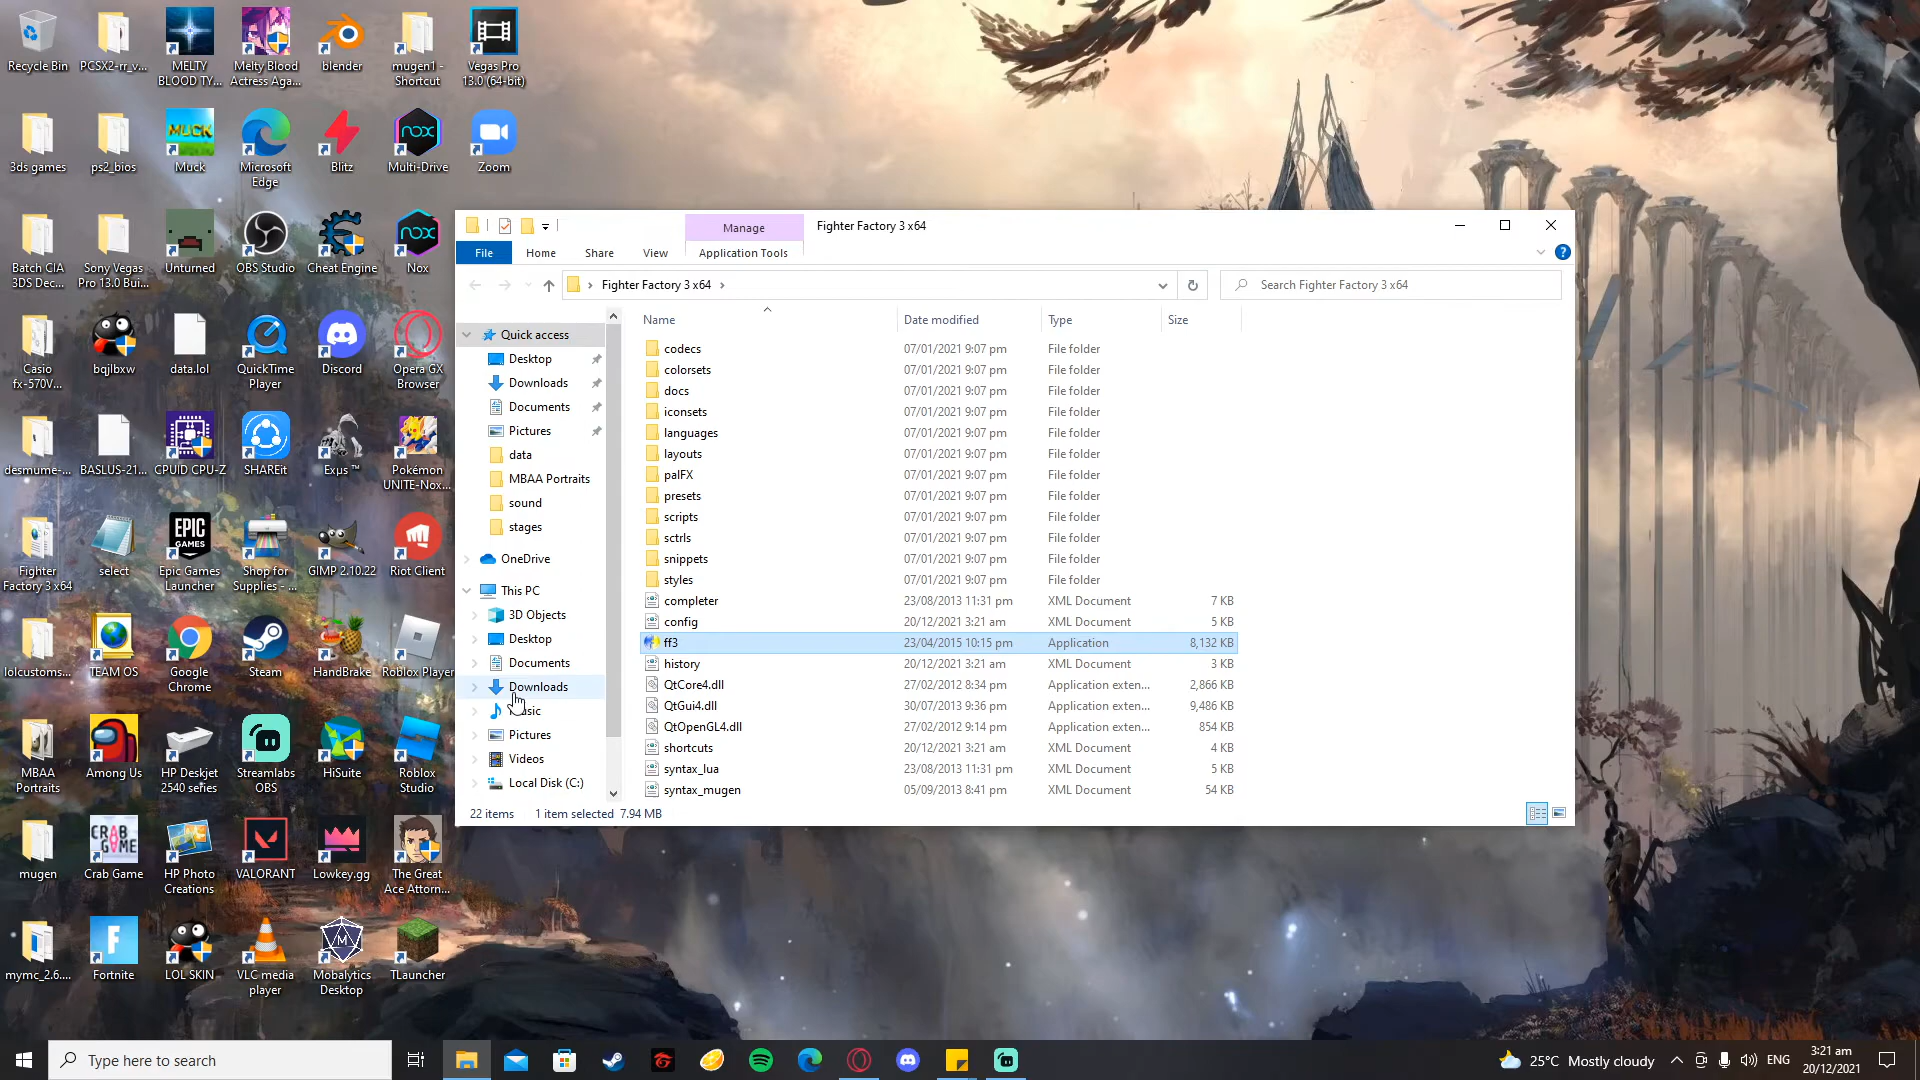 Recycle Bin
PCSX2-rr_v...
MELTY
BLOOD TY...
Melty Blood
Actress Aga...
blender
mugen1 -
Shortcut
Vegas Pro
13.0 (64-bit)
3ds games
ps2_bios
MUCK
Muck
Microsoft
Edge
Blitz
nox
Multi-Drive
Zoom
Batch CIA
3DS Dec...
Sony Vegas
Pro 13.0 Bui...
Unturned
OBS Studio
Cheat Engine
nox
Nox
Casio
fx-570V...
bqjlbxw
data.lol
QuickTime
Player
Discord
Opera GX
Browser
desmume-...
BASLUS-21...
CPUID CPU-Z
SHAREit
Exµs ™
Pokémon
UNITE-Nox...
Fighter
Factory 3 x64
select
EPIC
GAMES
Epic Games
Launcher
Shop for
Supplies - ...
GIMP 2.10.22
Riot Client
lolcustoms...
TEAM OS
Google
Chrome
Steam
HandBrake
Roblox Player
MBAA
Portraits
Among Us
HP Deskjet
2540 series
Streamlabs
OBS
HiSuite
Roblox
Studio
mugen
CRAB
GAME
Crab Game
HP Photo
Creations
VALORANT
Lowkey.gg
The Great
Ace Attorn...
mymc_2.6....
F
Fortnite
LOL SKIN
VLC media
player
M
Mobalytics
Desktop
TLauncher
Manage
Fighter Factory 3 x64
File
Home
Share
View
Application Tools
Fighter Factory 3 x64
Search Fighter Factory 3 x64
Quick access
Desktop
Downloads
Documents
Pictures
data
MBAA Portraits
sound
stages
OneDrive
This PC
3D Objects
Desktop
Documents
Downloads
Pictures
Videos
Local Disk (C:)
Name Date modified Type Size
codecs 07/01/2021 9:07 pm File folder
colorsets 07/01/2021 9:07 pm File folder
docs 07/01/2021 9:07 pm File folder
iconsets 07/01/2021 9:07 pm File folder
languages 07/01/2021 9:07 pm File folder
layouts 07/01/2021 9:07 pm File folder
palFX 07/01/2021 9:07 pm File folder
presets 07/01/2021 9:07 pm File folder
scripts 07/01/2021 9:07 pm File folder
sctrls 07/01/2021 9:07 pm File folder
snippets 07/01/2021 9:07 pm File folder
styles 07/01/2021 9:07 pm File folder
completer 23/08/2013 11:31 pm XML Document 7 KB
config 20/12/2021 3:21 am XML Document 5 KB
ff3 23/04/2015 10:15 pm Application 8,132 KB
history 20/12/2021 3:21 am XML Document 3 KB
QtCore4.dll 27/02/2012 8:34 pm Application exten... 2,866 KB
QtGui4.dll 30/07/2013 9:36 pm Application exten... 9,486 KB
QtOpenGL4.dll 27/02/2012 9:14 pm Application exten... 854 KB
shortcuts 20/12/2021 3:21 am XML Document 4 KB
syntax_lua 23/08/2013 11:31 pm XML Document 5 KB
syntax_mugen 05/09/2013 8:41 pm XML Document 54 KB
22 items 1 item selected 7.94 MB
Type here to search
25°C Mostly cloudy
ENG
3:21 am
20/12/2021